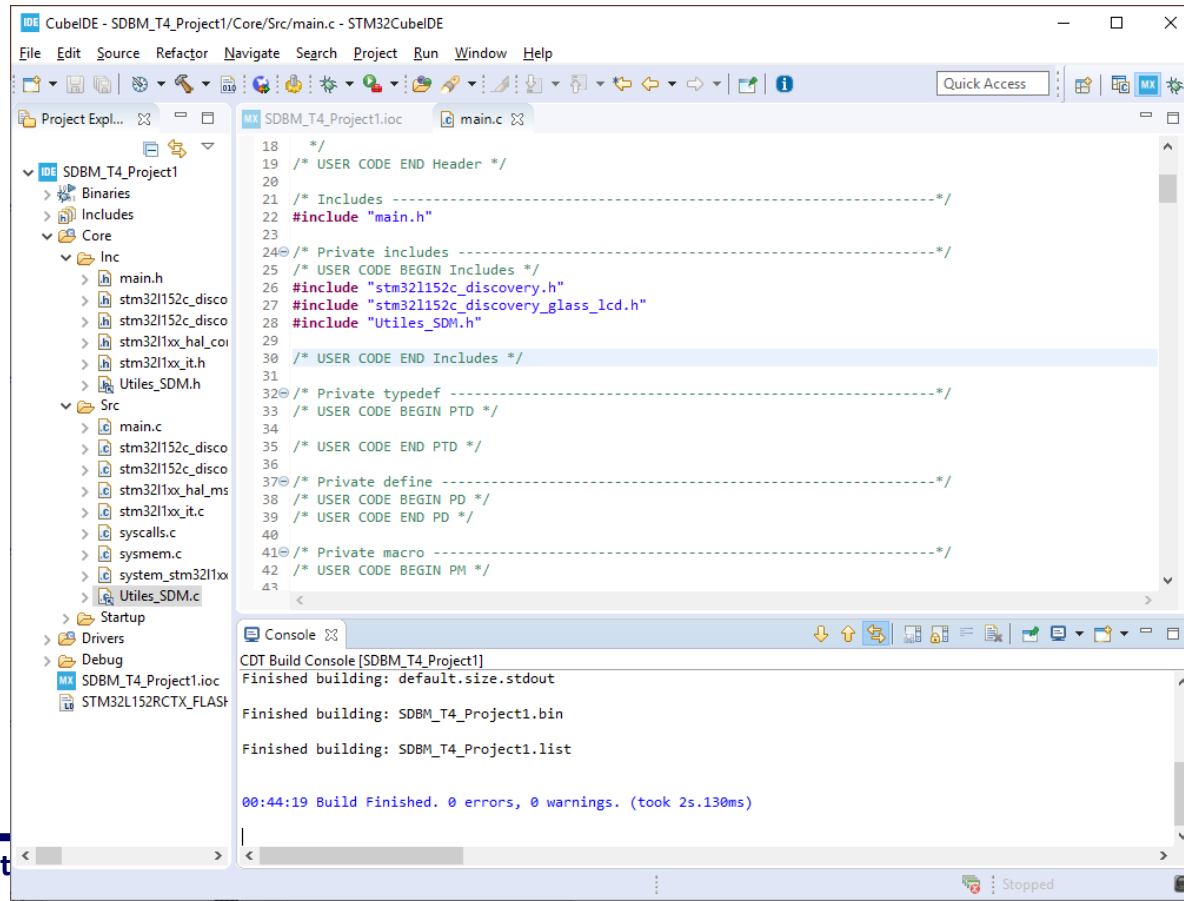 IDE CubeIDE - SDBM_T4_Project1/Core/Src/main.c - STM32CubeIDE
File Edit Source Refactor Navigate Search Project Run Window Help
Quick Access
MX
Project Expl...
MX SDBM_T4_Project1.ioc
main.c
IDE SDBM_T4_Project1
Binaries
Includes
Core
Inc
main.h
stm32l152c_disco
stm32l152c_disco
stm32l1xx_hal_con
stm32l1xx_it.h
Utiles_SDM.h
Src
main.c
stm32l152c_disco
stm32l152c_disco
stm32l1xx_hal_ms
stm32l1xx_it.c
syscalls.c
sysmem.c
system_stm32l1xx
Utiles_SDM.c
Startup
Drivers
Debug
MX SDBM_T4_Project1.ioc
STM32L152RCTX_FLASH
18 */
19 /* USER CODE END Header */
20
21 /* Includes ------------------------------------------------------------------*/
22 #include "main.h"
23
24 /* Private includes ----------------------------------------------------------*/
25 /* USER CODE BEGIN Includes */
26 #include "stm32l152c_discovery.h"
27 #include "stm32l152c_discovery_glass_lcd.h"
28 #include "Utiles_SDM.h"
29
30 /* USER CODE END Includes */
31
32 /* Private typedef -----------------------------------------------------------*/
33 /* USER CODE BEGIN PTD */
34
35 /* USER CODE END PTD */
36
37 /* Private define ------------------------------------------------------------*/
38 /* USER CODE BEGIN PD */
39 /* USER CODE END PD */
40
41 /* Private macro -------------------------------------------------------------*/
42 /* USER CODE BEGIN PM */
43
Console
CDT Build Console [SDBM_T4_Project1]
Finished building: default.size.stdout
Finished building: SDBM_T4_Project1.bin
Finished building: SDBM_T4_Project1.list
00:44:19 Build Finished. 0 errors, 0 warnings. (took 2s.130ms)
t
Stopped